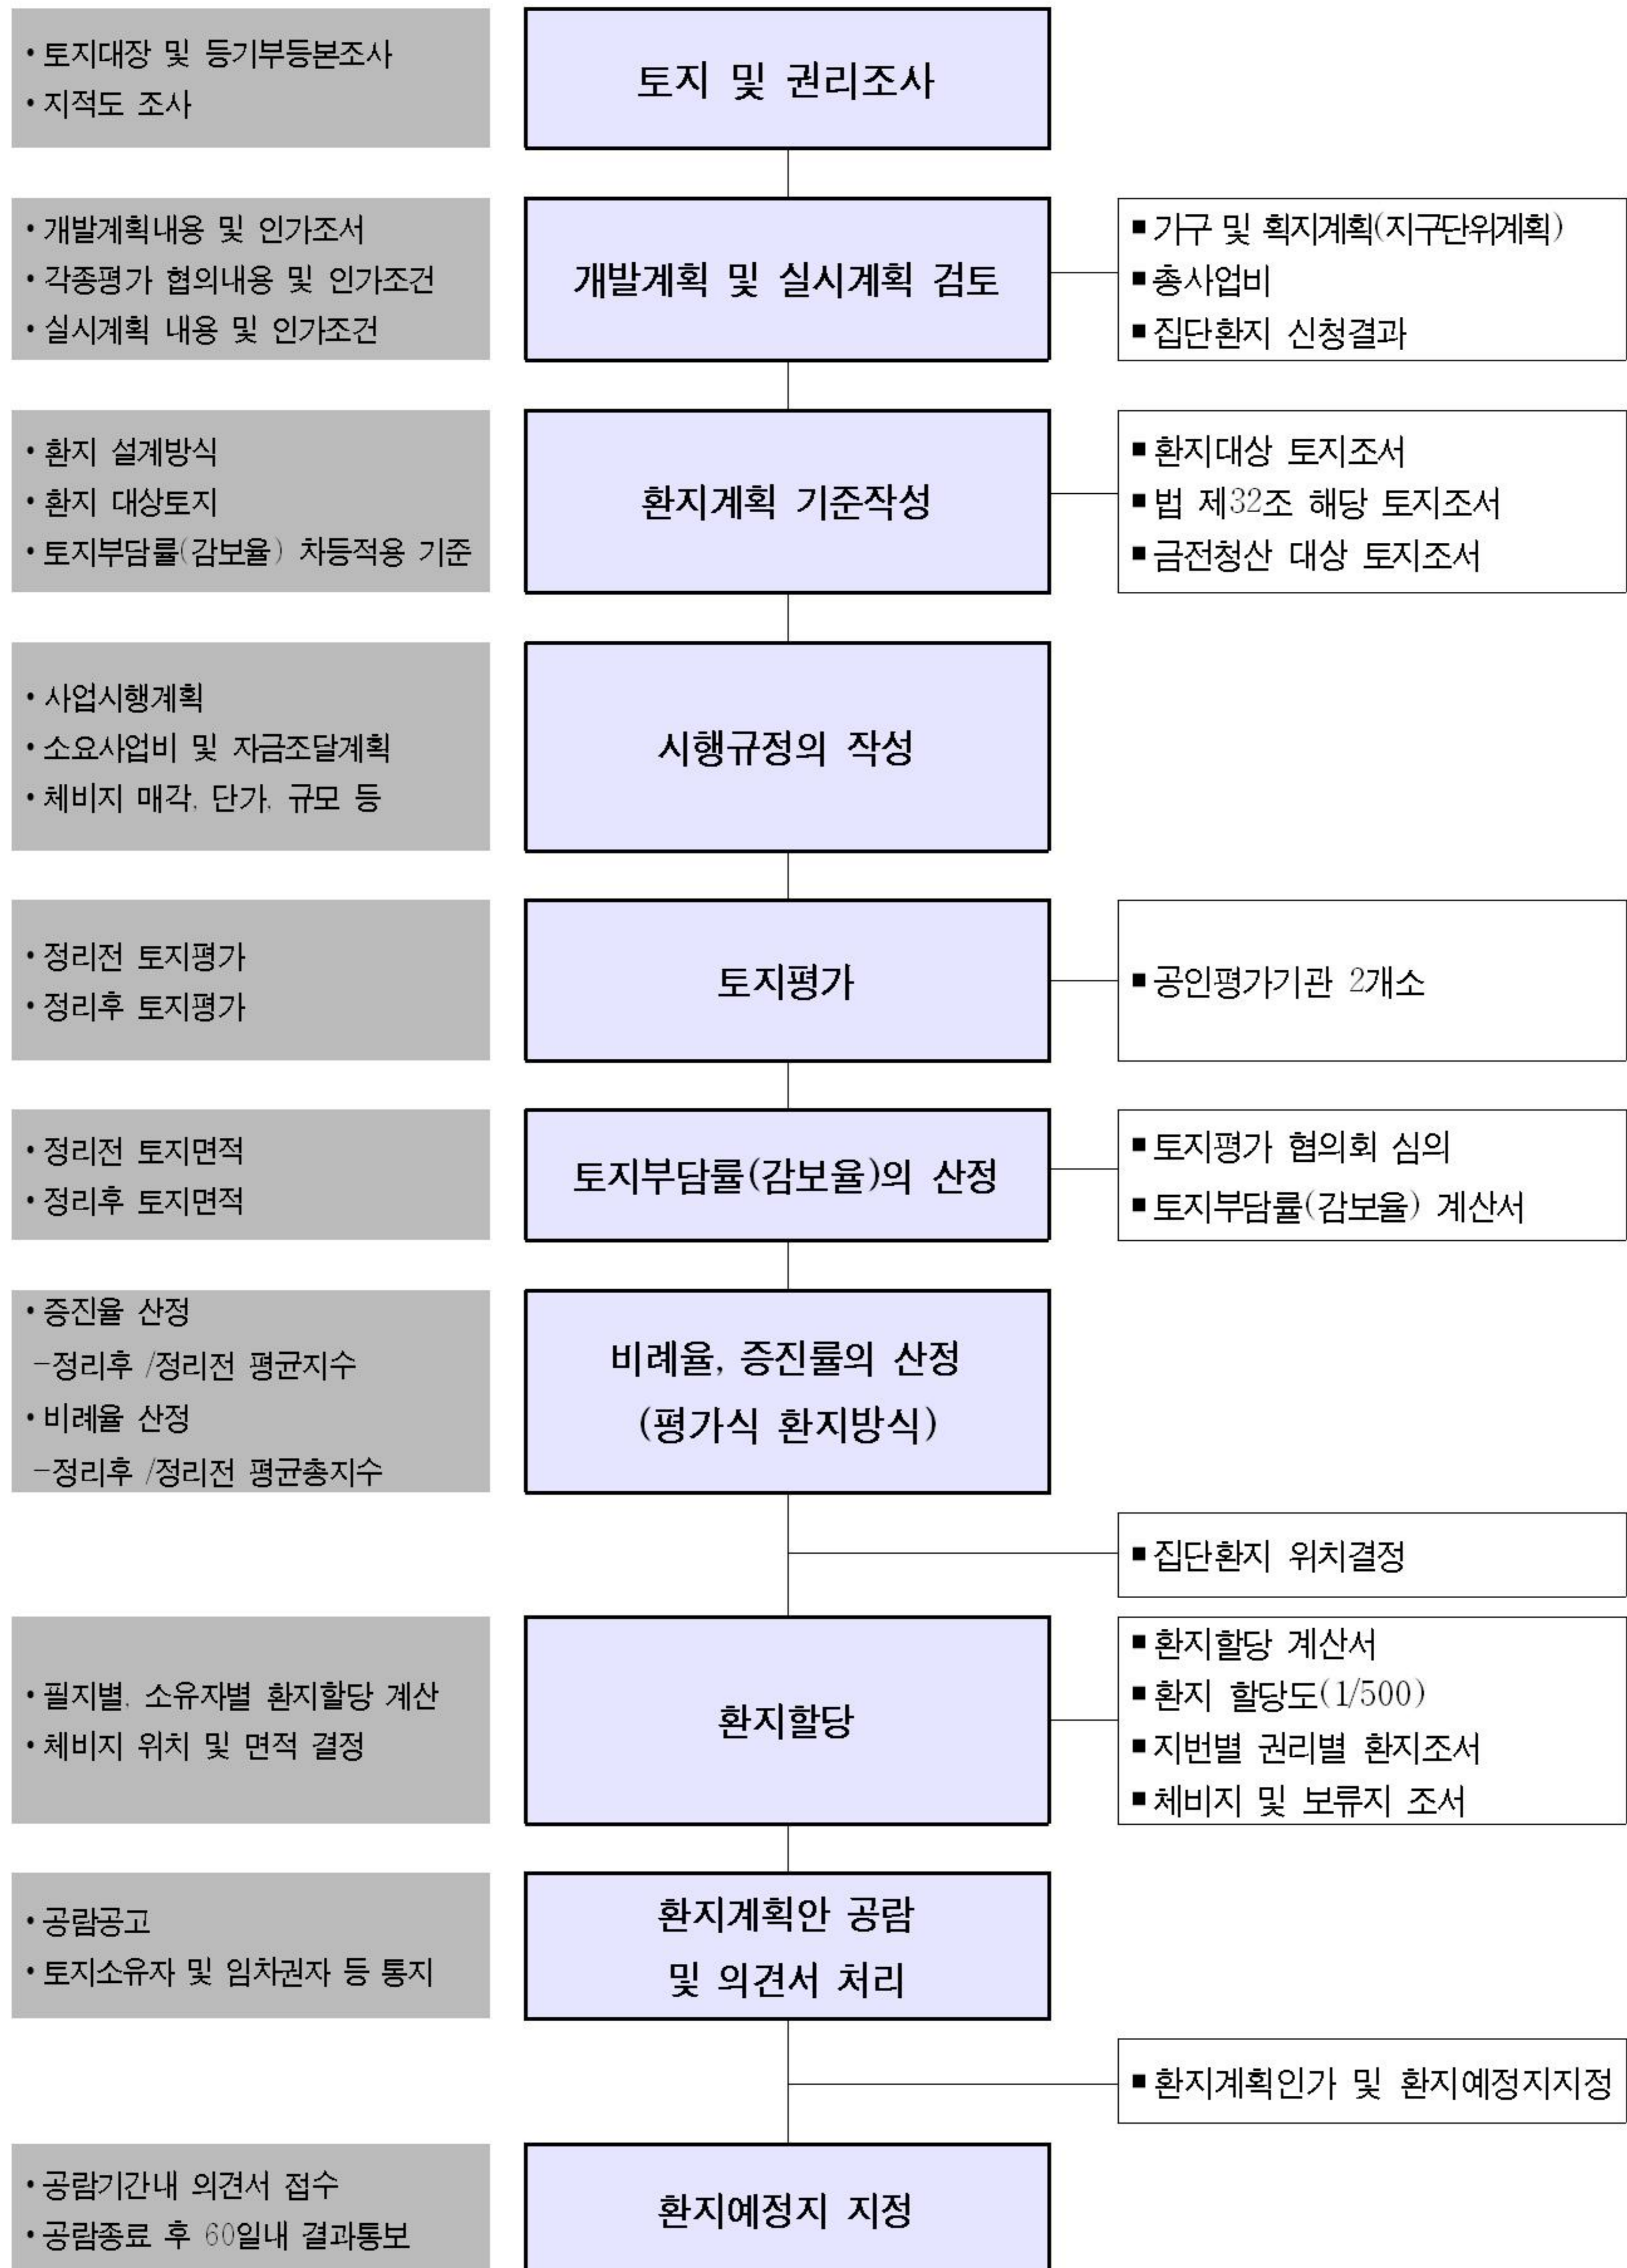 • 토지대장 및 등기부등본조사
• 지적도 조사
토지 및 권리조사
• 개발계획내용 및 인가조서
• 각종평가 협의내용 및 인가조건
• 실시계획 내용 및 인가조건
개발계획 및 실시계획 검토
■ 가구 및 획지계획(지구단위계획)
■ 총사업비
■ 집단환지 신청결과
• 환지 설계방식
• 환지 대상토지
• 토지부담률(감보율) 차등적용 기준
환지계획 기준작성
■ 환지대상 토지조서
■ 법 제32조 해당 토지조서
■ 금전청산 대상 토지조서
• 사업시행계획
• 소요사업비 및 자금조달계획
• 체비지 매각, 단가, 규모 등
시행규정의 작성
• 정리전 토지평가
• 정리후 토지평가
토지평가
■ 공인평가기관 2개소
• 정리전 토지면적
• 정리후 토지면적
토지부담률(감보율)의 산정
■ 토지평가 협의회 심의
■ 토지부담률(감보율) 계산서
• 증진율 산정
-정리후 /정리전 평균지수
• 비례율 산정
-정리후 /정리전 평균총지수
비례율, 증진률의 산정
(평가식 환지방식)
■ 집단환지 위치결정
• 필지별, 소유자별 환지할당 계산
• 체비지 위치 및 면적 결정
환지할당
■ 환지할당 계산서
■ 환지 할당도(1/500)
■ 지번별 권리별 환지조서
■ 체비지 및 보류지 조서
• 공람공고
• 토지소유자 및 임차권자 등 통지
환지계획안 공람
및 의견서 처리
■ 환지계획인가 및 환지예정지지정
• 공람기간내 의견서 접수
• 공람종료 후 60일내 결과통보
환지예정지 지정